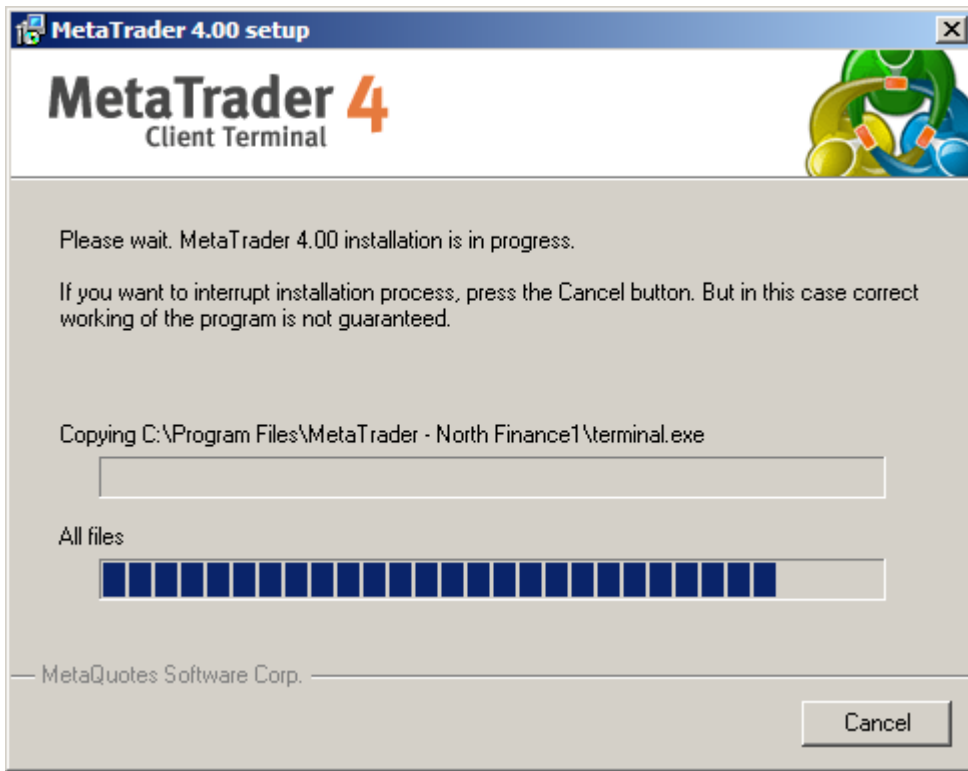 MetaTrader 4.00 setup
MetaTrader 4
Client Terminal
Please wait. MetaTrader 4.00 installation is in progress.
If you want to interrupt installation process, press the Cancel button. But in this case correct
working of the program is not guaranteed.
Copying C:\Program Files\MetaTrader - North Finance1\terminal.exe
All files
MetaQuotes Software Corp.
Cancel